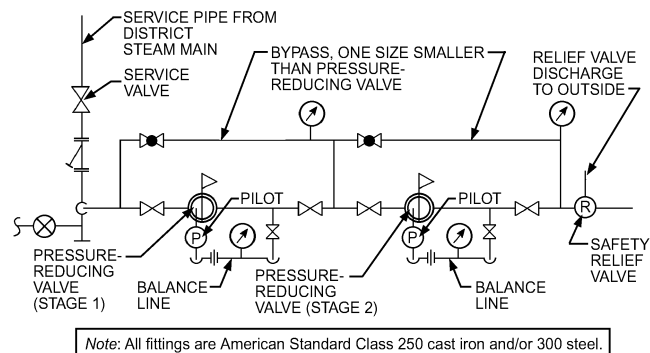 SERVICE PIPE FROM
DISTRICT
STEAM MAIN
SERVICE
VALVE
BYPASS, ONE SIZE SMALLER
THAN PRESSURE-
REDUCING VALVE
RELIEF VALVE
DISCHARGE
TO OUTSIDE
PILOT
PILOT
P
P
R
PRESSURE-
REDUCING
VALVE
(STAGE 1)
BALANCE
LINE
PRESSURE-
REDUCING
VALVE (STAGE 2)
BALANCE
LINE
SAFETY
RELIEF
VALVE
Note: All fittings are American Standard Class 250 cast iron and/or 300 steel.